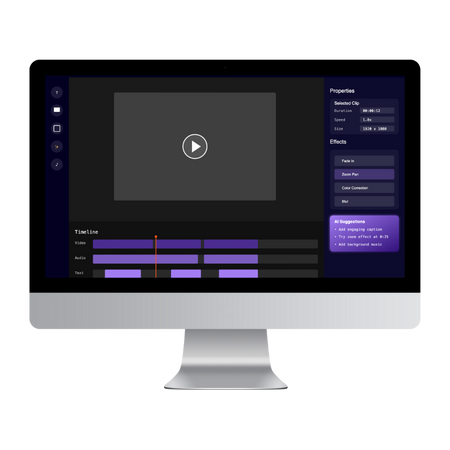 Properties
Selected Clip
Duration 00:00:12
Speed 1.0x
Size 1920 x 1080
Effects
Fade In
Zoom Pan
Color Correction
Blur
AI Suggestions
• Add engaging caption
• Try zoom effect at 0:35
• Add background music
Timeline
Video
Audio
Text